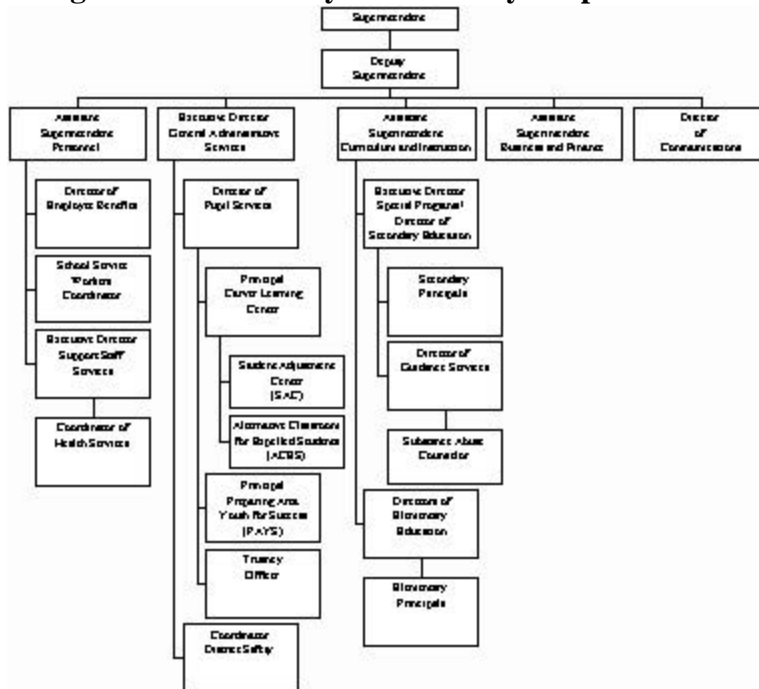 Superintendent
Deputy
Superintendent
Assistant
Superintendent
Personnel
Executive Director
General Administrative
Services
Assistant
Superintendent
Curriculum and Instruction
Assistant
Superintendent
Business and Finance
Director
of
Communications
Director of
Employee Benefits
School Service
Workers
Coordinator
Executive Director
Support Staff
Services
Coordinator of
Health Services
Director of
Pupil Services
Principal
Carver Learning
Center
Student Adjustment
Center
(SAC)
Alternative Classroom
for Expelled Students
(ACES)
Principal
Preparing Area
Youth for Success
(PAYS)
Truancy
Officer
Coordinator
District Safety
Executive Director
Special Programs/
Director of
Secondary Education
Secondary
Principals
Director of
Guidance Services
Substance Abuse
Counselor
Directors of
Elementary
Education
Elementary
Principals